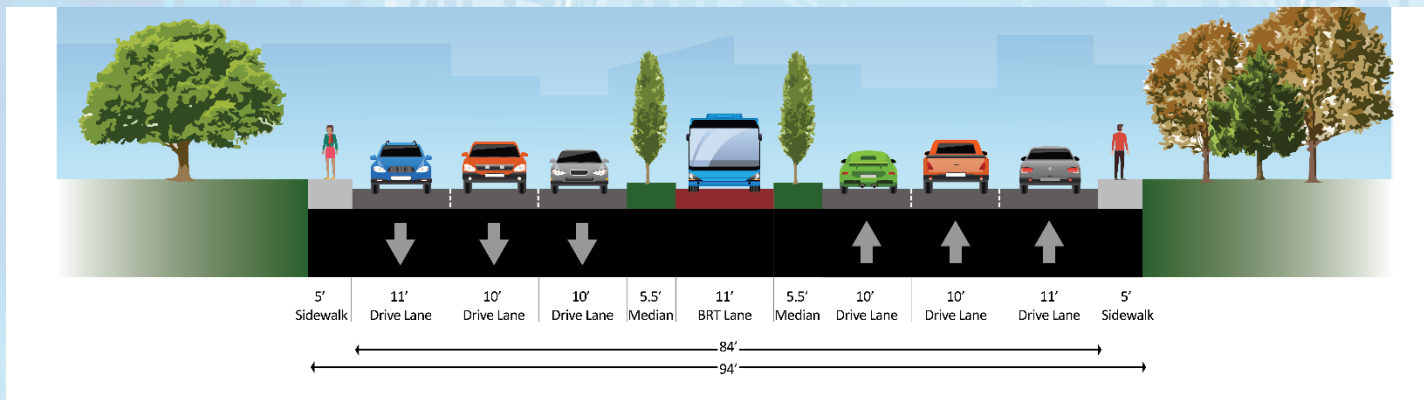 5′ 11′ 10′ 10′ 5.5′ 11′ 5.5′ 10′ 10′ 11′ 5′
Sidewalk Drive Lane Drive Lane Drive Lane Median BRT Lane Median Drive Lane Drive Lane Drive Lane Sidewalk
84′
94′